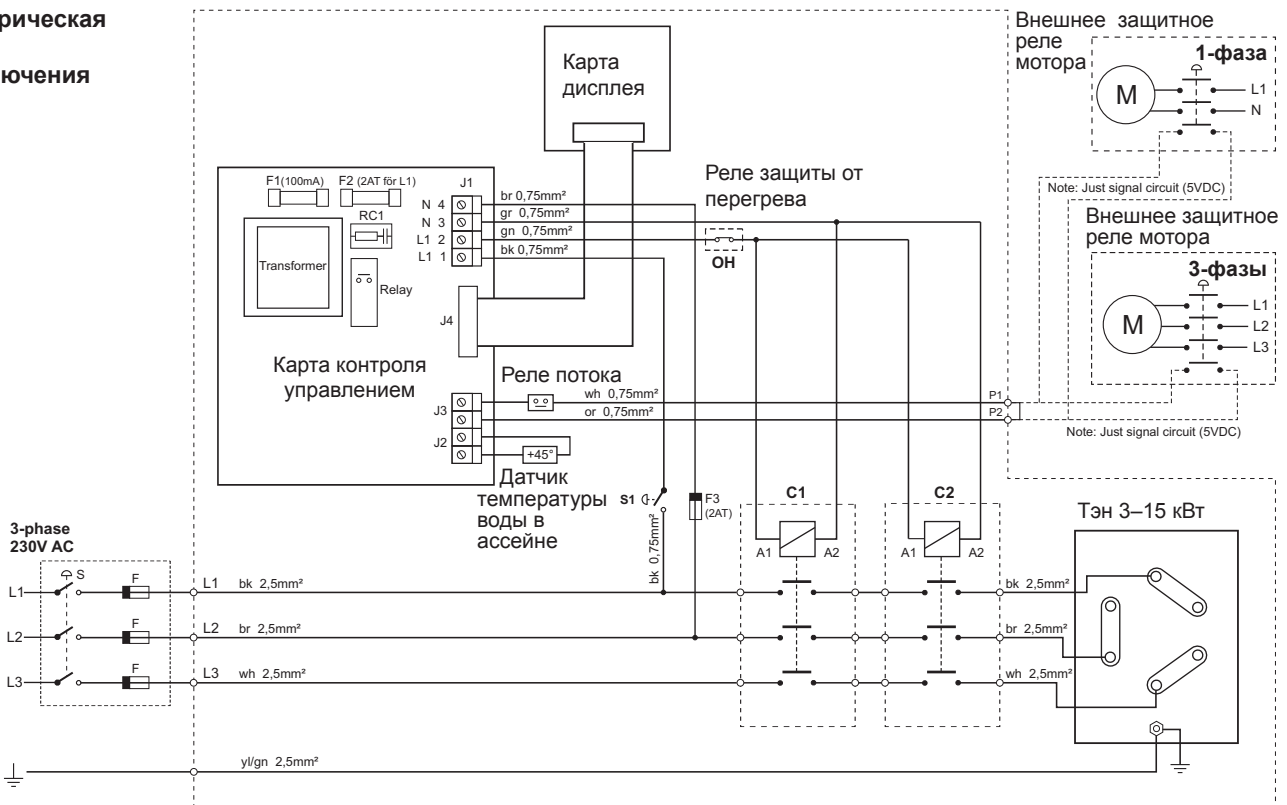 рическая
ючения
Внешнее защитное
реле
мотора
1-фаза
M
L1
N
Note: Just signal circuit (5VDC)
Внешнее защитное
реле мотора
3-фазы
M
L1
L2
L3
Note: Just signal circuit (5VDC)
Карта
дисплея
F1(100mA)
F2 (2AT för L1)
J1
RC1
Transformer
Relay
N 4
N 3
L1 2
L1 1
br 0,75mm²
gr 0,75mm²
gn 0,75mm²
bk 0,75mm²
Реле защиты от
перегрева
OH
J4
Карта контроля
управлением
Реле потока
J3
wh 0,75mm²
or 0,75mm²
P1
P2
J2
+45°
Датчик
температуры
воды в
ассейне
S1
bk 0,75mm²
F3
(2AT)
C1
A1
A2
C2
A1
A2
Тэн 3–15 кВт
3-phase
230V AC
S
F
L1
L1
bk 2,5mm²
bk 2,5mm²
F
L2
L2
br 2,5mm²
br 2,5mm²
F
L3
L3
wh 2,5mm²
wh 2,5mm²
yl/gn 2,5mm²